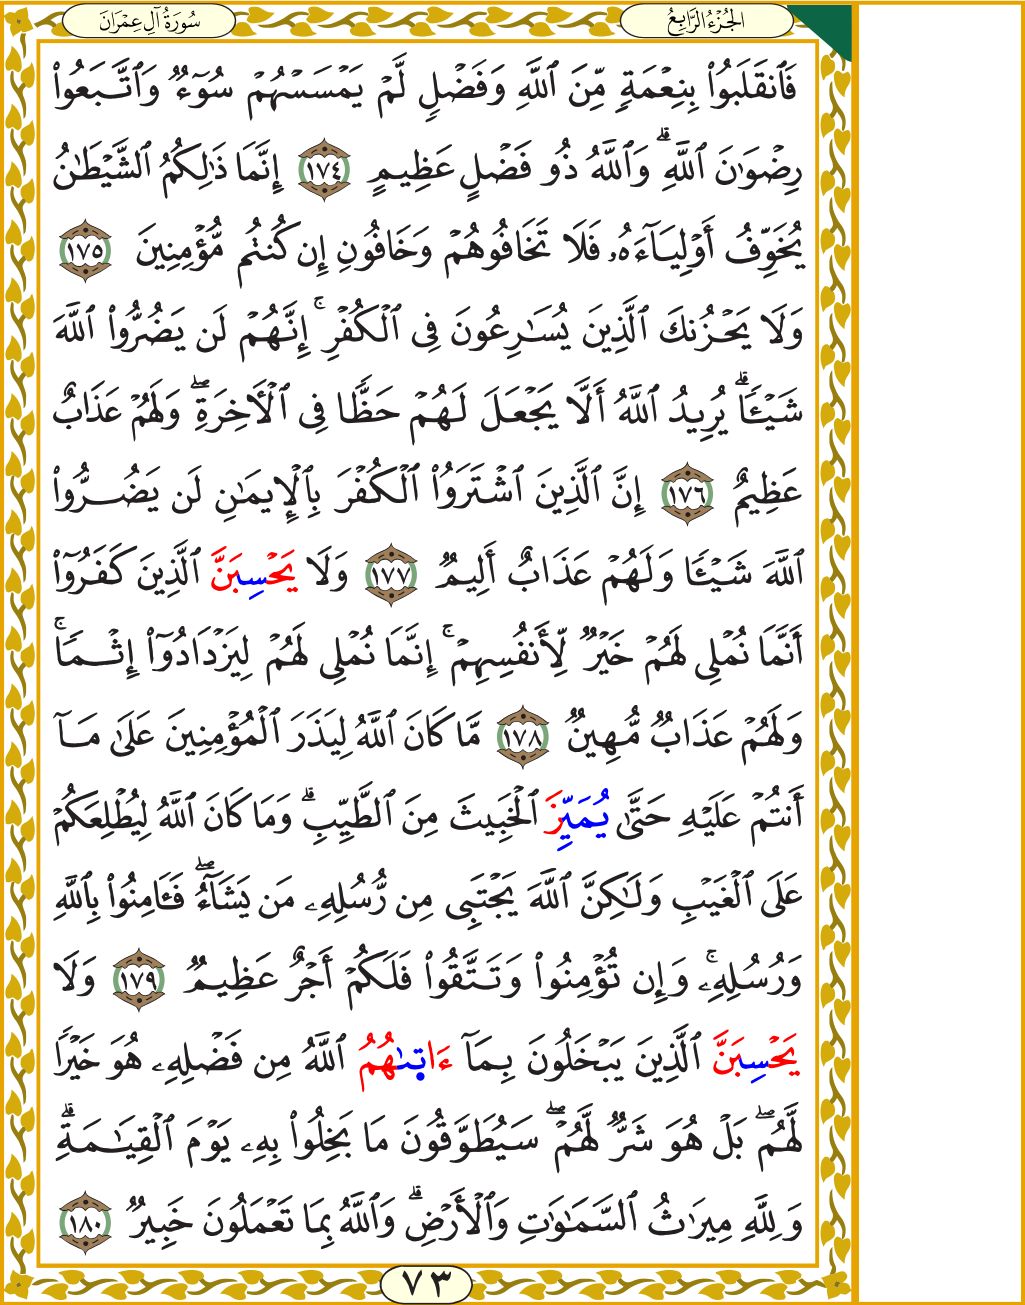 الجُزْءُ الرَّابِعُ
سُورَةُ آلِ عِمْرَان
فَٱنقَلَبُوا۟ بِنِعْمَةٍ مِّنَ ٱللَّهِ وَفَضْلٍ لَّمْ يَمْسَسْهُمْ سُوٓءٌ وَٱتَّبَعُوا۟
رِضْوَٰنَ ٱللَّهِ ۗ وَٱللَّهُ ذُو فَضْلٍ عَظِيمٍ ١٧٤ إِنَّمَا ذَٰلِكُمُ ٱلشَّيْطَٰنُ
يُخَوِّفُ أَوْلِيَآءَهُۥ فَلَا تَخَافُوهُمْ وَخَافُونِ إِن كُنتُم مُّؤْمِنِينَ ١٧٥
وَلَا يَحْزُنكَ ٱلَّذِينَ يُسَٰرِعُونَ فِى ٱلْكُفْرِ ۚ إِنَّهُمْ لَن يَضُرُّوا۟ ٱللَّهَ
شَيْـًٔا ۗ يُرِيدُ ٱللَّهُ أَلَّا يَجْعَلَ لَهُمْ حَظًّا فِى ٱلْـَٔاخِرَةِ ۖ وَلَهُمْ عَذَابٌ
عَظِيمٌ ١٧٦ إِنَّ ٱلَّذِينَ ٱشْتَرَوُا۟ ٱلْكُفْرَ بِٱلْإِيمَٰنِ لَن يَضُرُّوا۟
ٱللَّهَ شَيْـًٔا وَلَهُمْ عَذَابٌ أَلِيمٌ ١٧٧ وَلَا يَحْسِبَنَّ ٱلَّذِينَ كَفَرُوٓا۟
أَنَّمَا نُمْلِى لَهُمْ خَيْرٌ لِّأَنفُسِهِمْ ۚ إِنَّمَا نُمْلِى لَهُمْ لِيَزْدَادُوٓا۟ إِثْمًا ۚ
وَلَهُمْ عَذَابٌ مُّهِينٌ ١٧٨ مَّا كَانَ ٱللَّهُ لِيَذَرَ ٱلْمُؤْمِنِينَ عَلَىٰ مَآ
أَنتُمْ عَلَيْهِ حَتَّىٰ يُمَيِّزَ ٱلْخَبِيثَ مِنَ ٱلطَّيِّبِ ۗ وَمَا كَانَ ٱللَّهُ لِيُطْلِعَكُمْ
عَلَى ٱلْغَيْبِ وَلَٰكِنَّ ٱللَّهَ يَجْتَبِى مِن رُّسُلِهِۦ مَن يَشَآءُ ۖ فَـَٔامِنُوا۟ بِٱللَّهِ
وَرُسُلِهِۦ ۚ وَإِن تُؤْمِنُوا۟ وَتَتَّقُوا۟ فَلَكُمْ أَجْرٌ عَظِيمٌ ١٧٩ وَلَا
يَحْسِبَنَّ ٱلَّذِينَ يَبْخَلُونَ بِمَآ ءَاتىٰهُمُ ٱللَّهُ مِن فَضْلِهِۦ هُوَ خَيْرًا
لَّهُم ۖ بَلْ هُوَ شَرٌّ لَّهُمْ ۖ سَيُطَوَّقُونَ مَا بَخِلُوا۟ بِهِۦ يَوْمَ ٱلْقِيَٰمَةِ ۗ
وَلِلَّهِ مِيرَٰثُ ٱلسَّمَٰوَٰتِ وَٱلْأَرْضِ ۗ وَٱللَّهُ بِمَا تَعْمَلُونَ خَبِيرٌ ١٨٠
٧٣